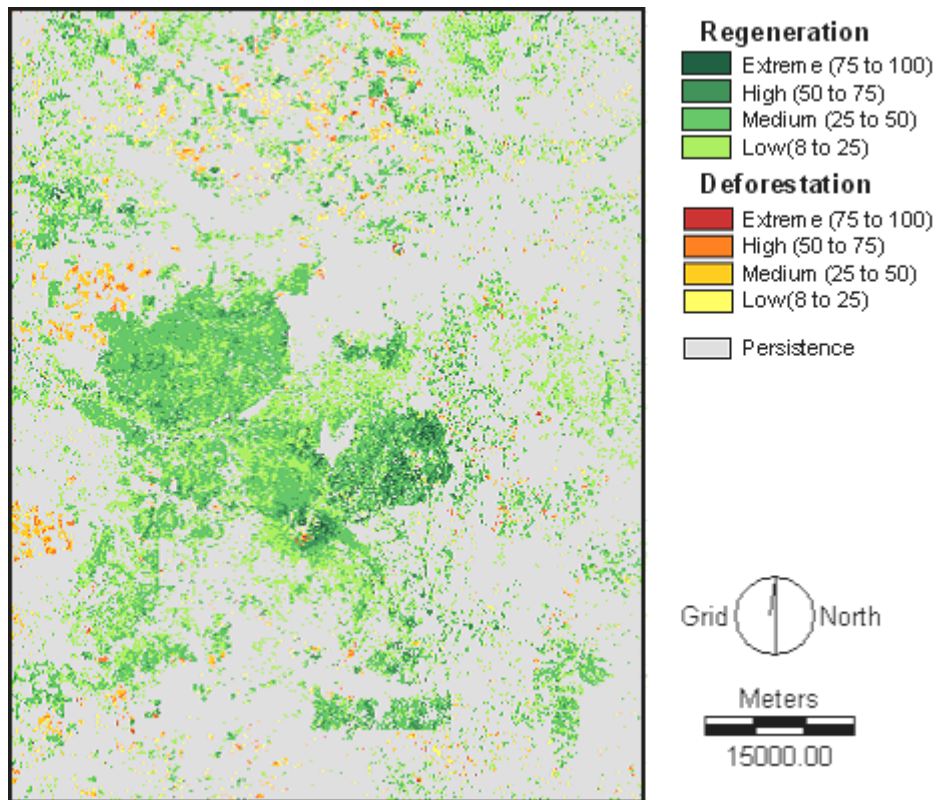 Regeneration
Extreme (75 to 100)
High (50 to 75)
Medium (25 to 50)
Low(8 to 25)
Deforestation
Extreme (75 to 100)
High (50 to 75)
Medium (25 to 50)
Low(8 to 25)
Persistence
Grid North
Meters
15000.00